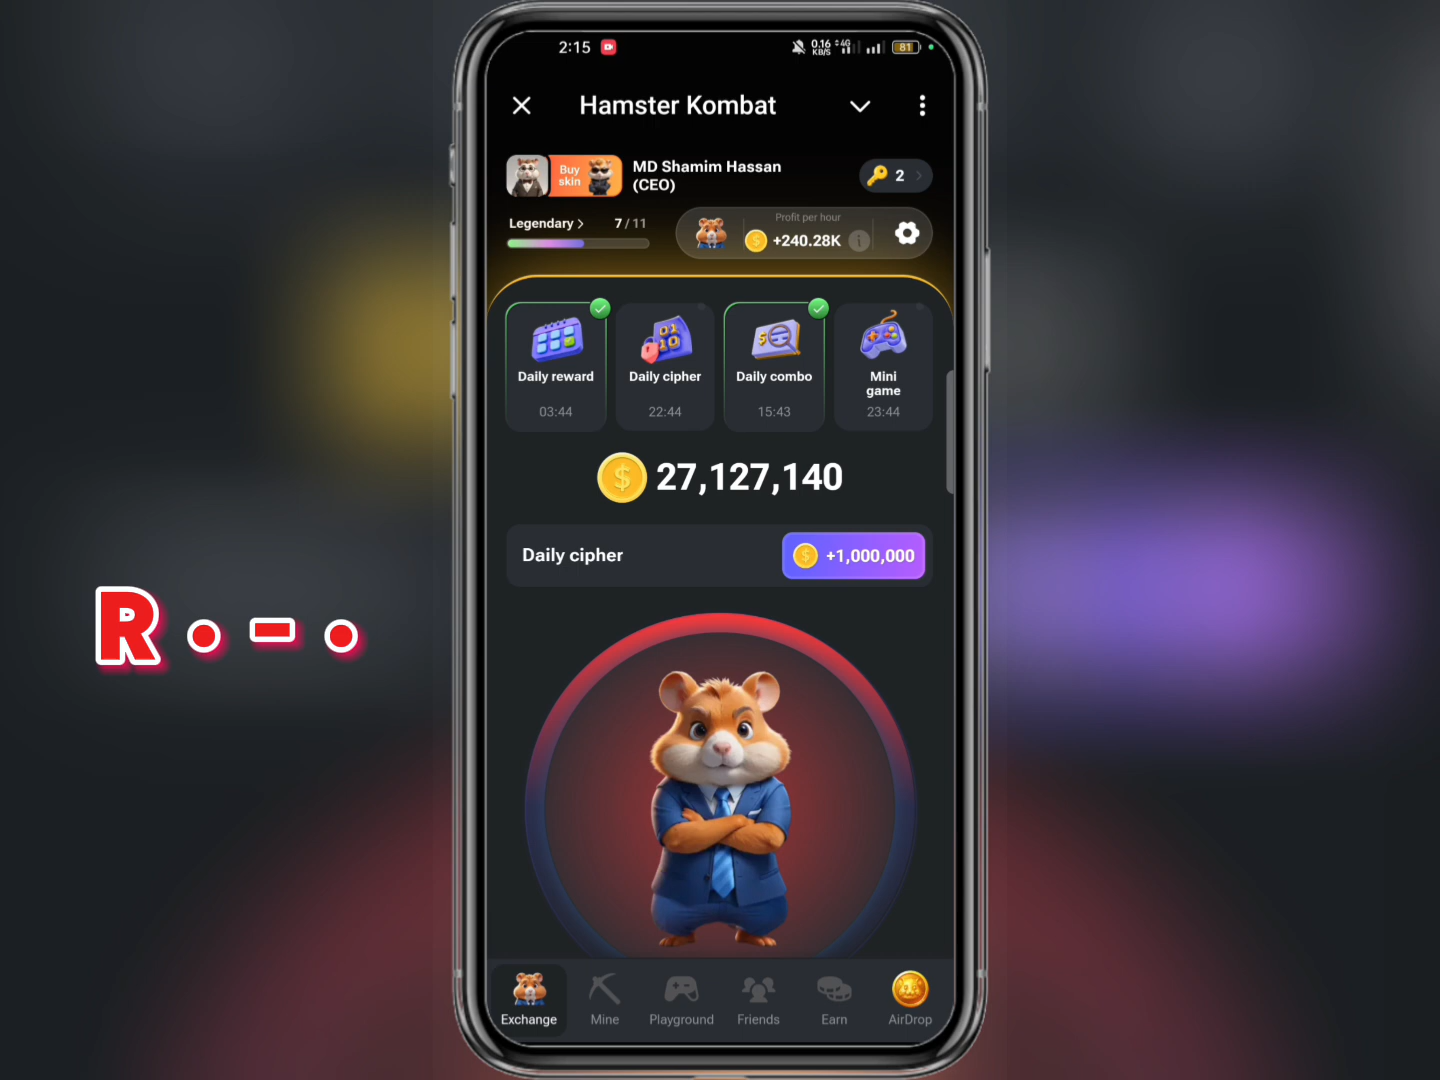 2:15
0.16 KB/S 4G 81
Hamster Kombat
Buy skin
MD Shamim Hassan (CEO)
2
Legendary > 7 / 11
Profit per hour
+240.28K
Daily reward
03:44
Daily cipher
22:44
Daily combo
15:43
Mini game
23:44
27,127,140
Daily cipher
+1,000,000
R • – •
Exchange
Mine
Playground
Friends
Earn
AirDrop